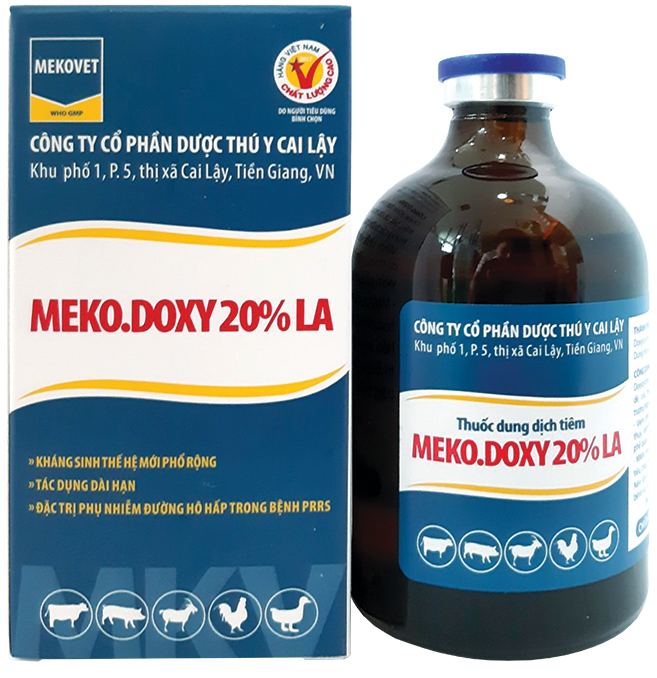 MEKOVET
WHO GMP
HÀNG VIỆT NAM
CHẤT LƯỢNG CAO
DO NGƯỜI TIÊU DÙNG
BÌNH CHỌN
CÔNG TY CỔ PHẦN DƯỢC THÚ Y CAI LẬY
Khu phố 1, P. 5, thị xã Cai Lậy, Tiền Giang, VN
MEKO.DOXY 20% LA
» KHÁNG SINH THẾ HỆ MỚI PHỔ RỘNG
» TÁC DỤNG DÀI HẠN
» ĐẶC TRỊ PHỤ NHIỄM ĐƯỜNG HÔ HẤP TRONG BỆNH PRRS
MKV
CÔNG TY CỔ PHẦN DƯỢC THÚ Y CAI LẬY
Khu phố 1, P. 5, thị xã Cai Lậy, Tiền Giang, VN
Thuốc dung dịch tiêm
MEKO.DOXY 20% LA